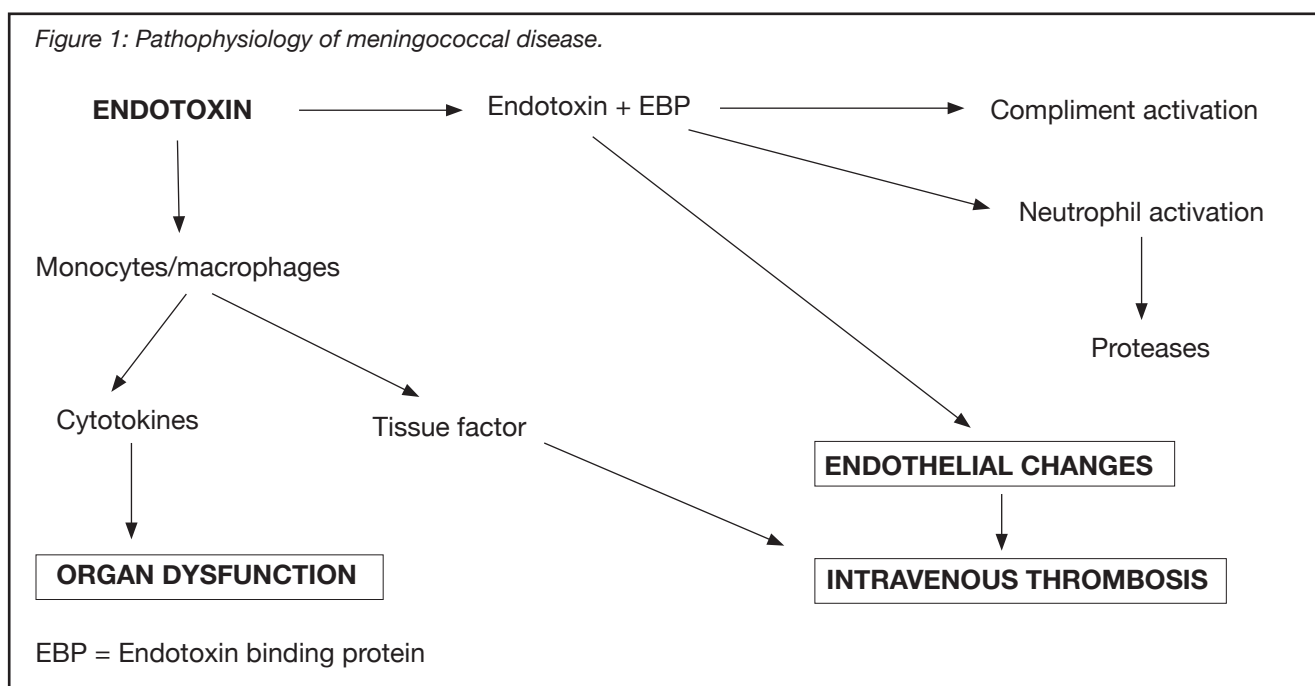 Figure 1: Pathophysiology of meningococcal disease.
ENDOTOXIN
Endotoxin + EBP
Compliment activation
Neutrophil activation
Monocytes/macrophages
Proteases
Cytotokines
Tissue factor
ENDOTHELIAL CHANGES
ORGAN DYSFUNCTION
INTRAVENOUS THROMBOSIS
EBP = Endotoxin binding protein